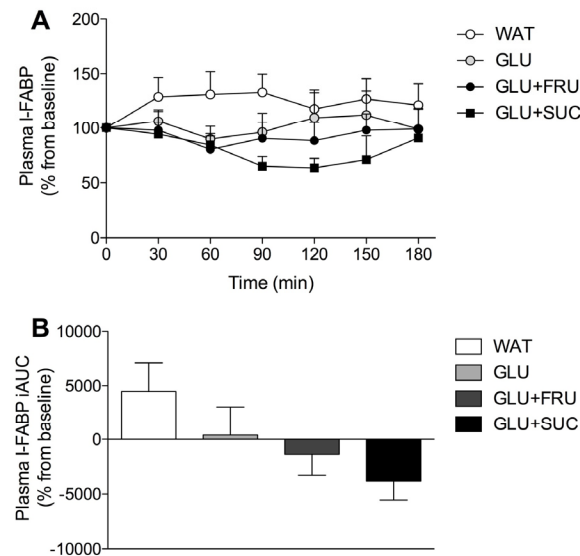 A
Plasma I-FABP
(% from baseline)
200
150
100
50
0
0 30 60 90 120 150 180
Time (min)
WAT
GLU
GLU+FRU
GLU+SUC
B
Plasma I-FABP iAUC
(% from baseline)
10000
5000
0
-5000
-10000
WAT
GLU
GLU+FRU
GLU+SUC